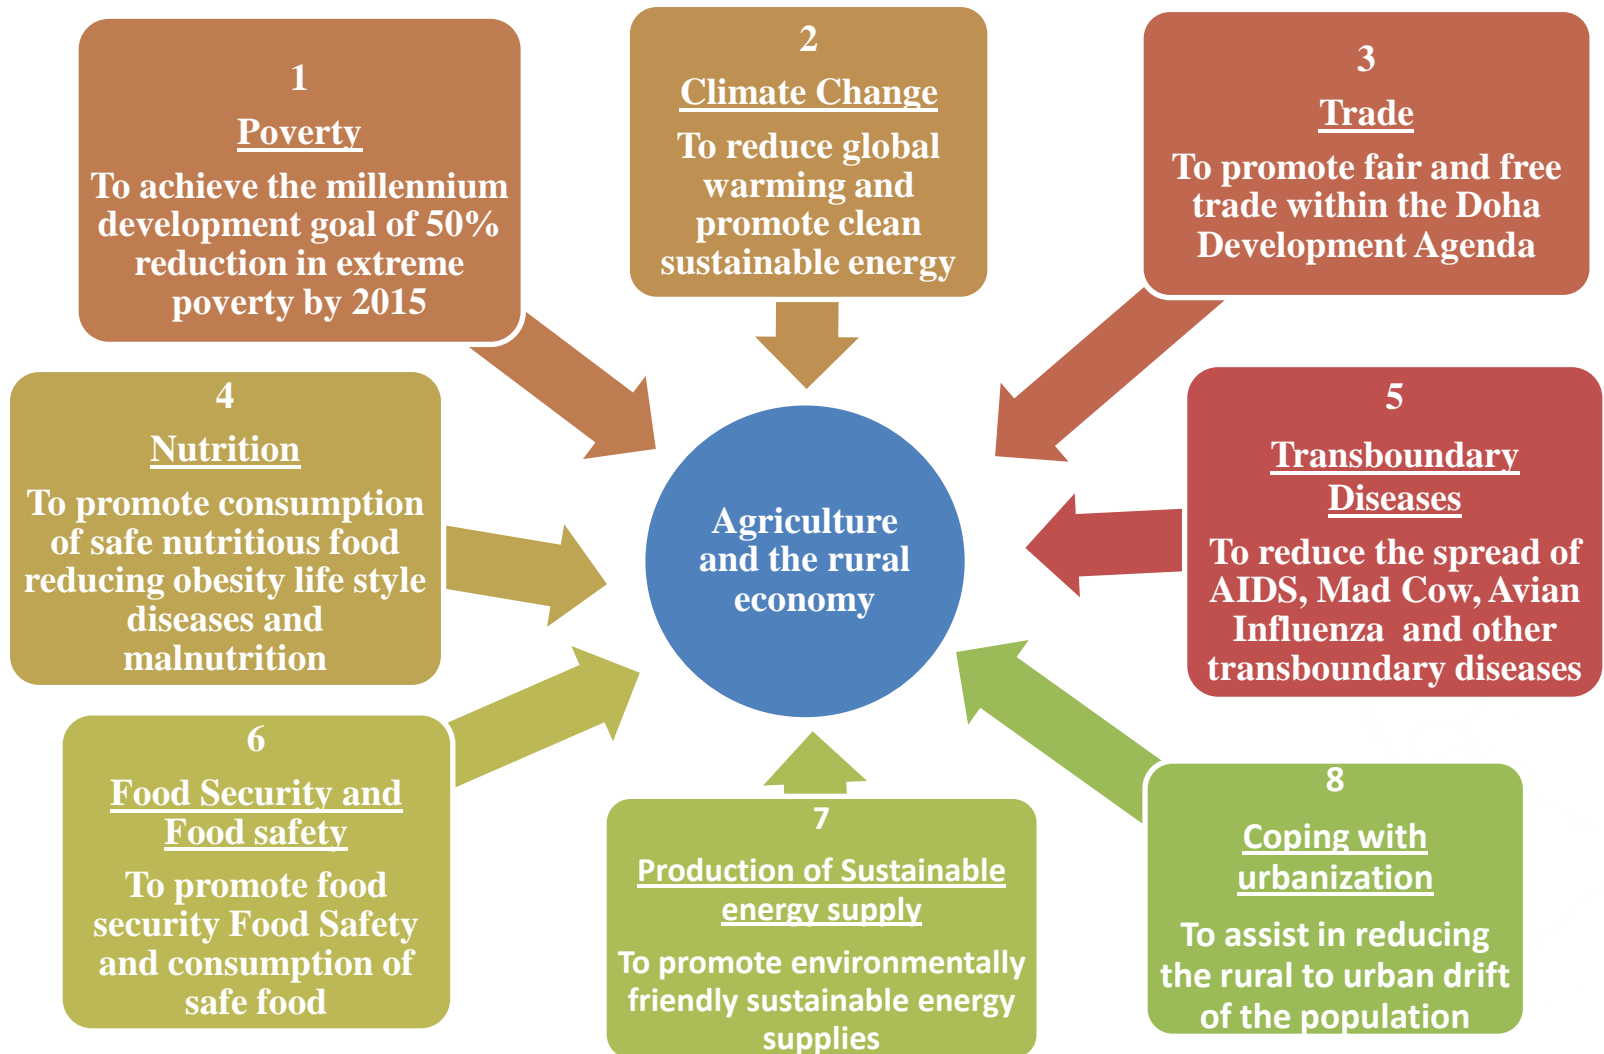 1
Poverty
To achieve the millennium
development goal of 50%
reduction in extreme
poverty by 2015
2
Climate Change
To reduce global
warming and
promote clean
sustainable energy
3
Trade
To promote fair and free
trade within the Doha
Development Agenda
4
Nutrition
To promote consumption
of safe nutritious food
reducing obesity life style
diseases and
malnutrition
Agriculture
and the rural
economy
5
Transboundary
Diseases
To reduce the spread of
AIDS, Mad Cow, Avian
Influenza and other
transboundary diseases
6
Food Security and
Food safety
To promote food
security Food Safety
and consumption of
safe food
7
Production of Sustainable
energy supply
To promote environmentally
friendly sustainable energy
supplies
8
Coping with
urbanization
To assist in reducing
the rural to urban drift
of the population